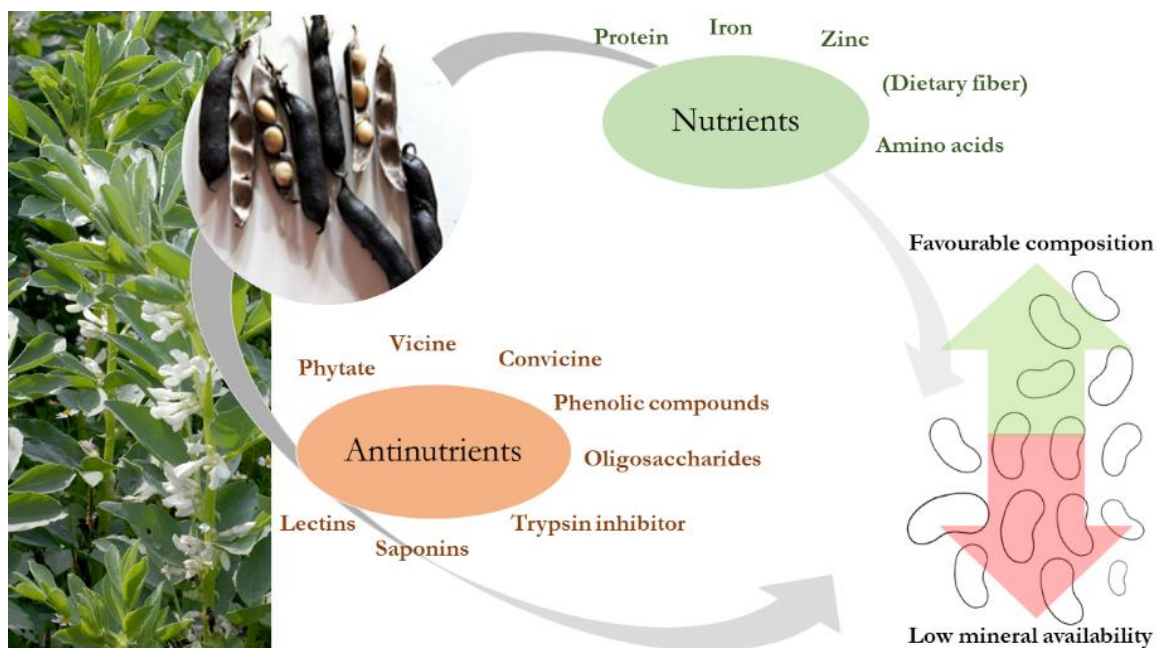 Protein
Iron
Zinc
(Dietary fiber)
Nutrients
Amino acids
Favourable composition
Vicine
Convicine
Phytate
Phenolic compounds
Antinutrients
Oligosaccharides
Lectins
Trypsin inhibitor
Saponins
Low mineral availability